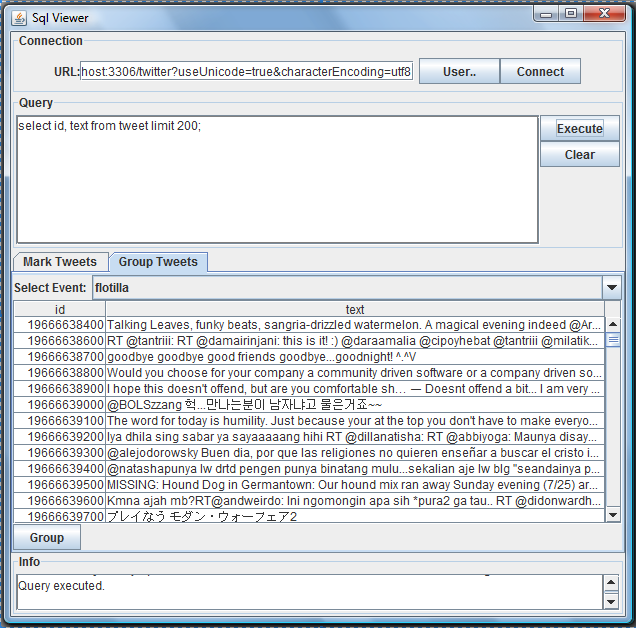 Sql Viewer
Connection
URL: host:3306/twitter?useUnicode=true&characterEncoding=utf8 User.. Connect
Query
select id, text from tweet limit 200;
Execute
Clear
Mark Tweets Group Tweets
Select Event: flotilla
id text
19666638400 Talking Leaves, funky beats, sangria-drizzled watermelon. A magical evening indeed @Ar...
19666638600 RT @tantriii: RT @damairinjani: this is it! :) @daraamalia @cipoyhebat @tantriii @milatik...
19666638700 goodbye goodbye good friends goodbye...goodnight! ^.^V
19666638800 Would you choose for your company a community driven software or a company driven so...
19666638900 I hope this doesn't offend, but are you comfortable sh… — Doesnt offend a bit... I am very ...
19666639000 @BOLSzzang 헉...만나는분이 남자냐고 물은거죠~~
19666639100 The word for today is humility. Just because your at the top you don't have to make everyo...
19666639200 Iya dhila sing sabar ya sayaaaaang hihi RT @dillanatisha: RT @abbiyoga: Maunya disay...
19666639300 @alejodorowsky Buen dia, por que las religiones no quieren enseñar a buscar el cristo i...
19666639400 @natashapunya lw drtd pengen punya binatang mulu...sekalian aje lw blg "seandainya p...
19666639500 MISSING: Hound Dog in Germantown: Our hound mix ran away Sunday evening (7/25) ar...
19666639600 Kmna ajah mb?RT@andweirdo: Ini ngomongin apa sih *pura2 ga tau.. RT @didonwardh...
19666639700 プレイなう モダン・ウォーフェア2
Group
Info
Query executed.